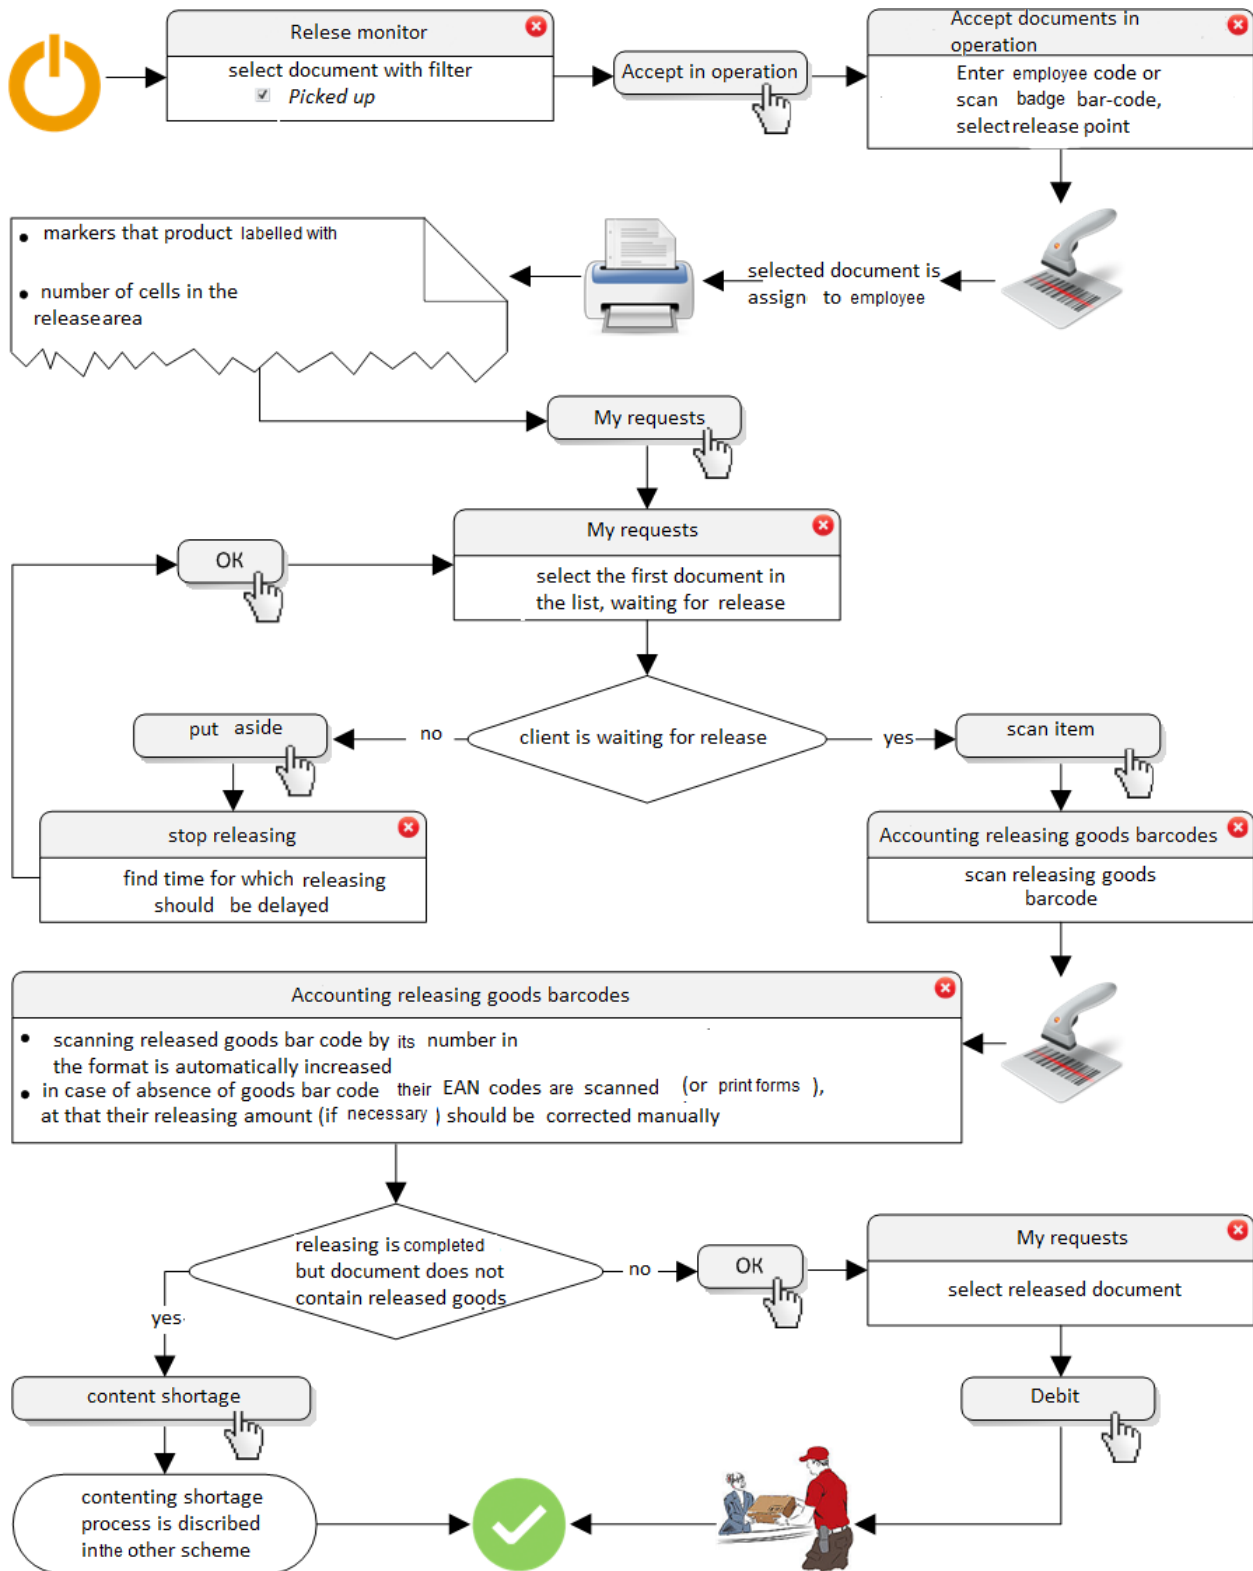 Relese monitor
select document with filter
Picked up
Accept in operation
Accept documents in
operation
Enter employee code or
scan badge bar-code,
select release point
markers that product labelled with
number of cells in the
release area
selected document is
assign to employee
My requests
My requests
select the first document in
the list, waiting for release
OK
client is waiting for release
no
yes
put aside
scan item
stop releasing
find time for which releasing
should be delayed
Accounting releasing goods barcodes
scan releasing goods
barcode
Accounting releasing goods barcodes
scanning released goods bar code by its number in
the format is automatically increased
in case of absence of goods bar code their EAN codes are scanned (or print forms ),
at that their releasing amount (if necessary ) should be corrected manually
releasing is completed
but document does not
contain released goods
no
yes
OK
My requests
select released document
content shortage
Debit
contenting shortage
process is discribed
in the other scheme